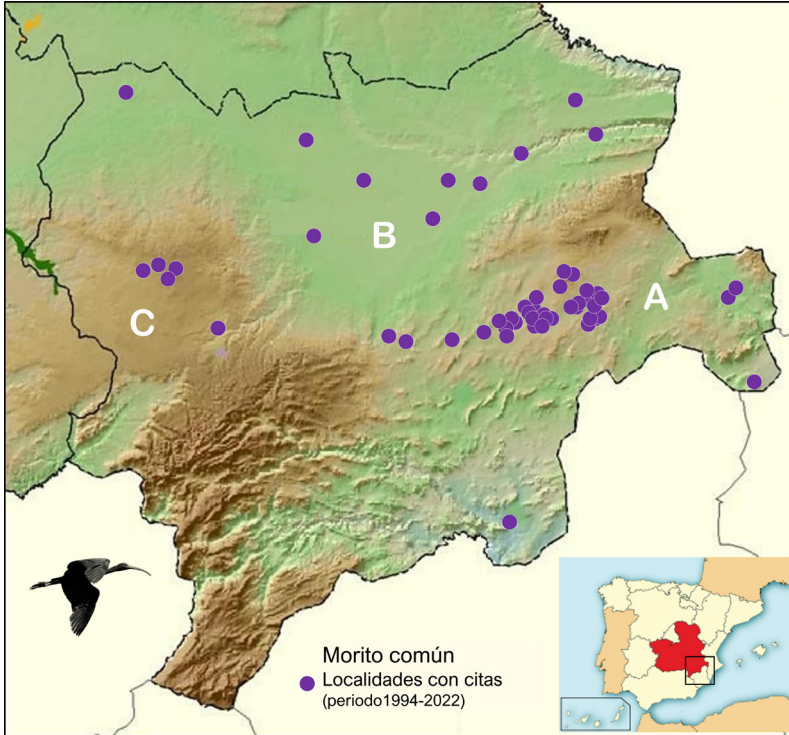 B
A
C
Morito común
Localidades con citas
(periodo1994-2022)